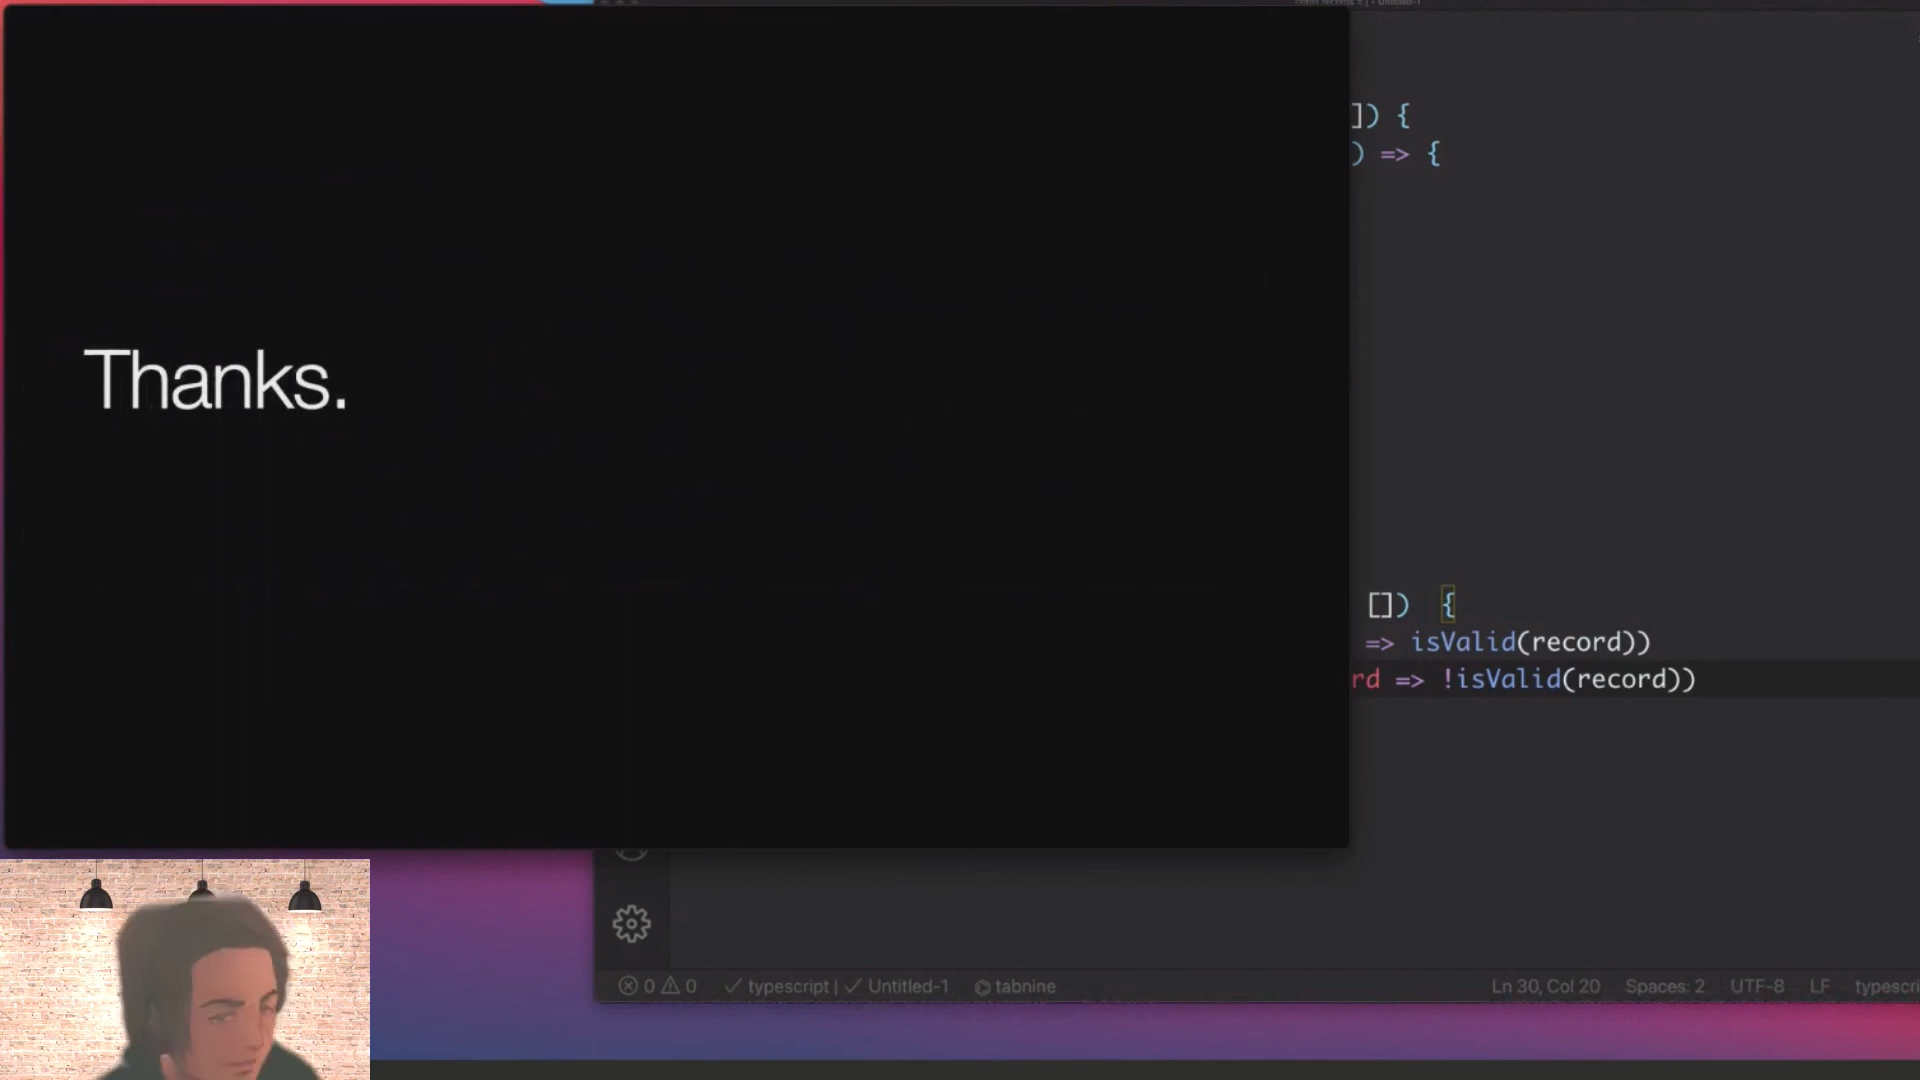 Thanks.
]) {
) => {
[]) {
=> isValid(record))
rd => !isValid(record))
0 0 typescript | Untitled-1 tabnine Ln 30, Col 20 Spaces: 2 UTF-8 LF typescri